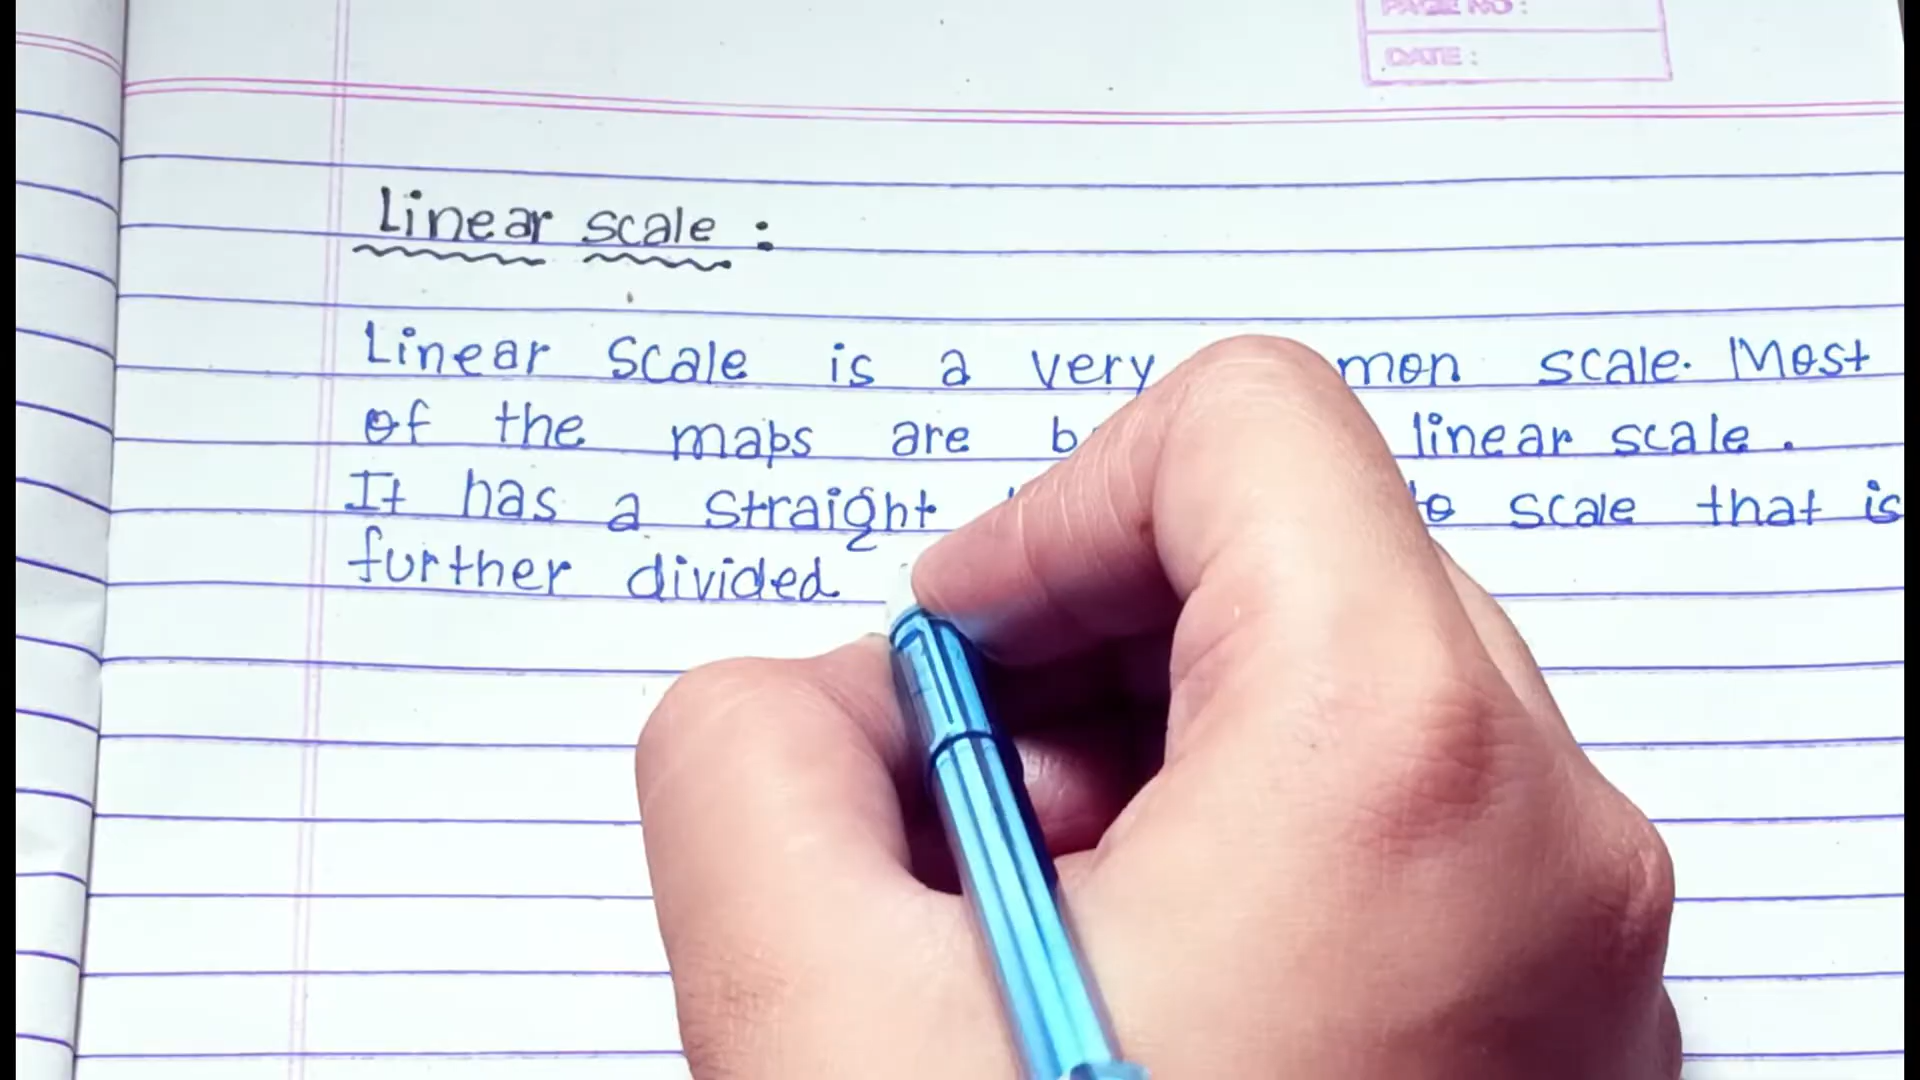 PAGE NO :
DATE :
Linear scale :
Linear Scale is a very mon scale. Most
of the maps are b linear scale.
It has a straight scale that is
further divided